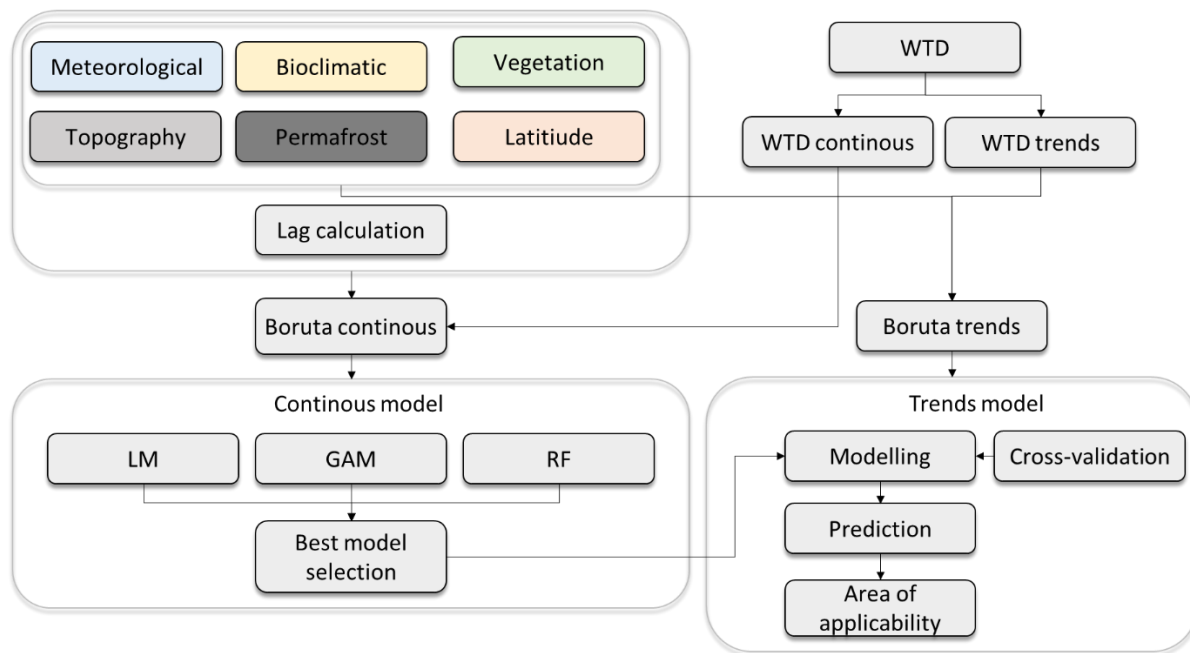 Meteorological
Bioclimatic
Vegetation
WTD
Topography
Permafrost
Latitiude
WTD continous
WTD trends
Lag calculation
Boruta continous
Boruta trends
Continous model
Trends model
LM
GAM
RF
Modelling
Cross-validation
Best model
selection
Prediction
Area of
applicability